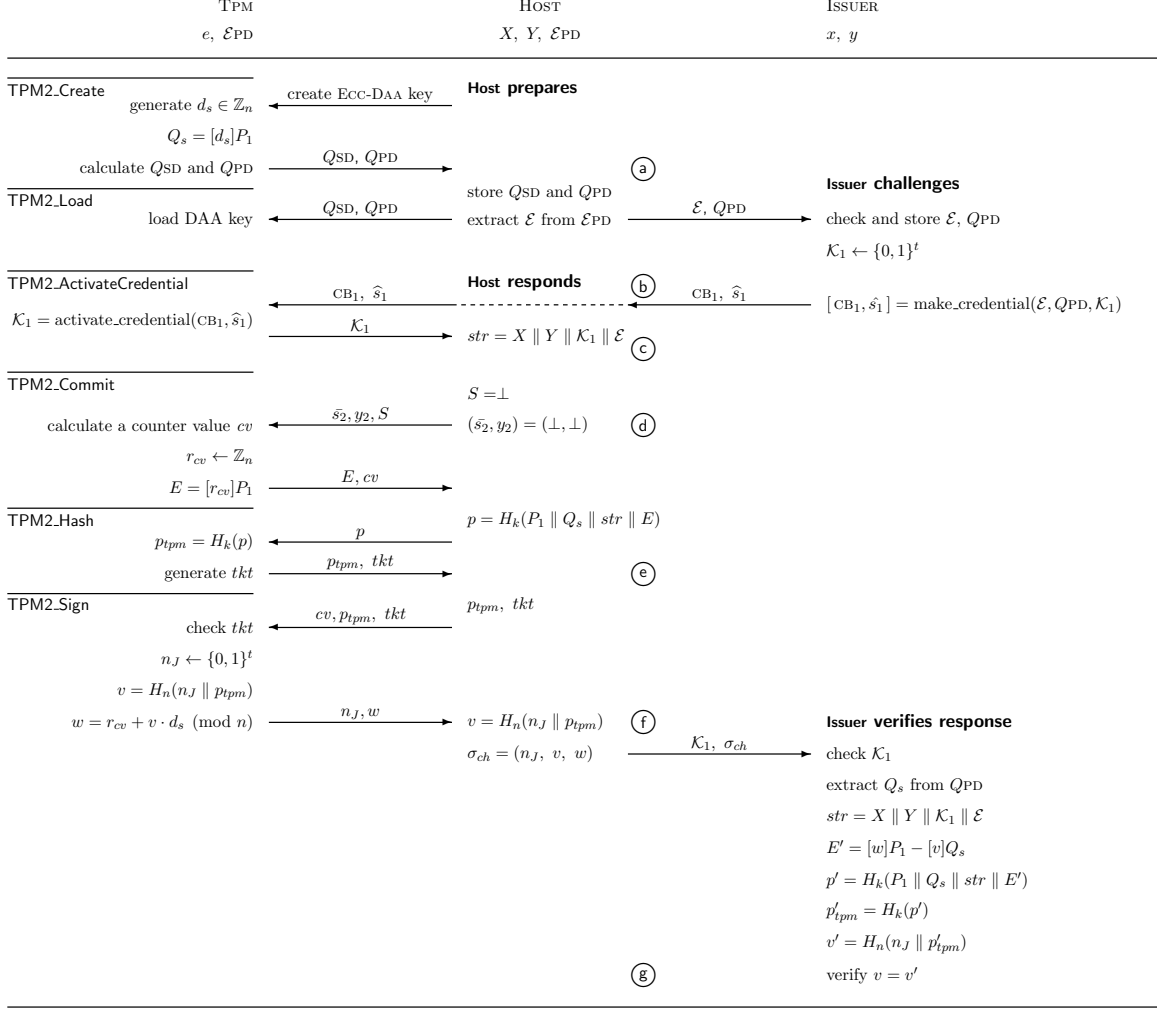 TPM HOST ISSUER
e, ℰPD X, Y, ℰPD x, y
TPM2_Create create ECC-DAA key Host prepares
generate d_s ∈ ℤ_n
Q_s = [d_s]P_1
calculate QSD and QPD QSD, QPD a
TPM2_Load store QSD and QPD Issuer challenges
load DAA key QSD, QPD extract ℰ from ℰPD ℰ, QPD check and store ℰ, QPD
𝒦_1 ← {0,1}^t
TPM2_ActivateCredential Host responds b
CB_1, ŝ_1 CB_1, ŝ_1 [CB_1, ŝ_1] = make_credential(ℰ, QPD, 𝒦_1)
𝒦_1 = activate_credential(CB_1, ŝ_1) 𝒦_1 str = X ∥ Y ∥ 𝒦_1 ∥ ℰ c
TPM2_Commit S =⊥
calculate a counter value cv s̄_2, y_2, S (s̄_2, y_2) = (⊥, ⊥) d
r_cv ← ℤ_n
E = [r_cv]P_1 E, cv
TPM2_Hash p = H_k(P_1 ∥ Q_s ∥ str ∥ E)
p_tpm = H_k(p) p
generate tkt p_tpm, tkt e
TPM2_Sign p_tpm, tkt
check tkt cv, p_tpm, tkt
n_J ← {0,1}^t
v = H_n(n_J ∥ p_tpm)
w = r_cv + v · d_s (mod n) n_J, w v = H_n(n_J ∥ p_tpm) f Issuer verifies response
σ_ch = (n_J, v, w) 𝒦_1, σ_ch check 𝒦_1
extract Q_s from QPD
str = X ∥ Y ∥ 𝒦_1 ∥ ℰ
E′ = [w]P_1 − [v]Q_s
p′ = H_k(P_1 ∥ Q_s ∥ str ∥ E′)
p′_tpm = H_k(p′)
v′ = H_n(n_J ∥ p′_tpm)
g verify v = v′